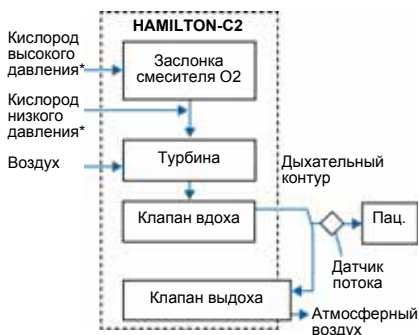 HAMILTON-C2
Кислород
высокого
давления*
Заслонка
смесителя O2
Кислород
низкого
давления*
Воздух
Турбина
Дыхательный
контур
Клапан вдоха
Пац.
Датчик
потока
Клапан выдоха
Атмосферный
воздух